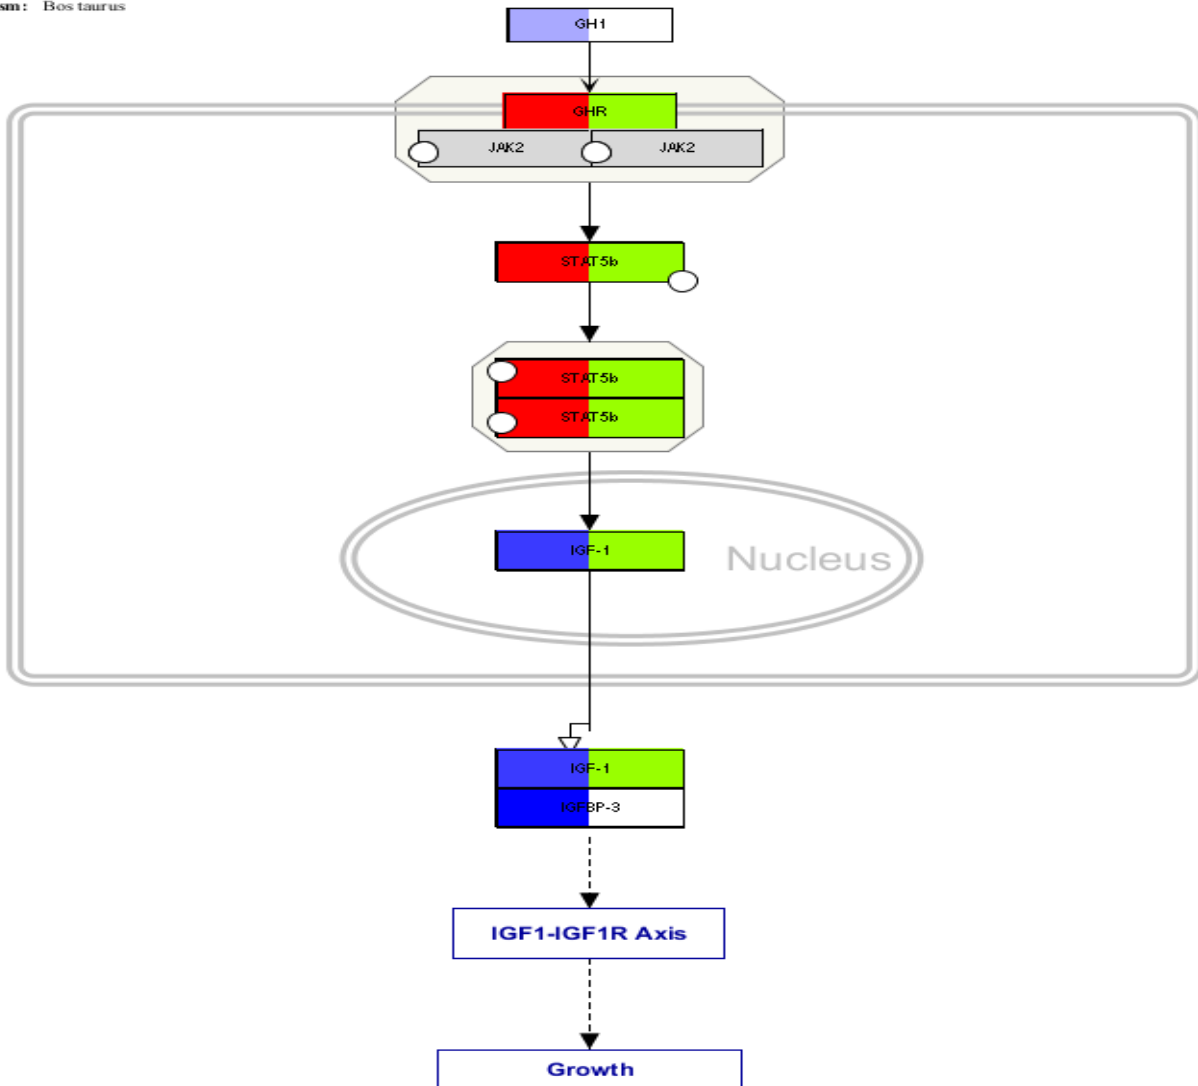 sm: Bos taurus
GH1
GHR
JAK2 JAK2
STAT5b
STAT5b
STAT5b
IGF-1
Nucleus
IGF-1
IGFBP-3
IGF1-IGF1R Axis
Growth